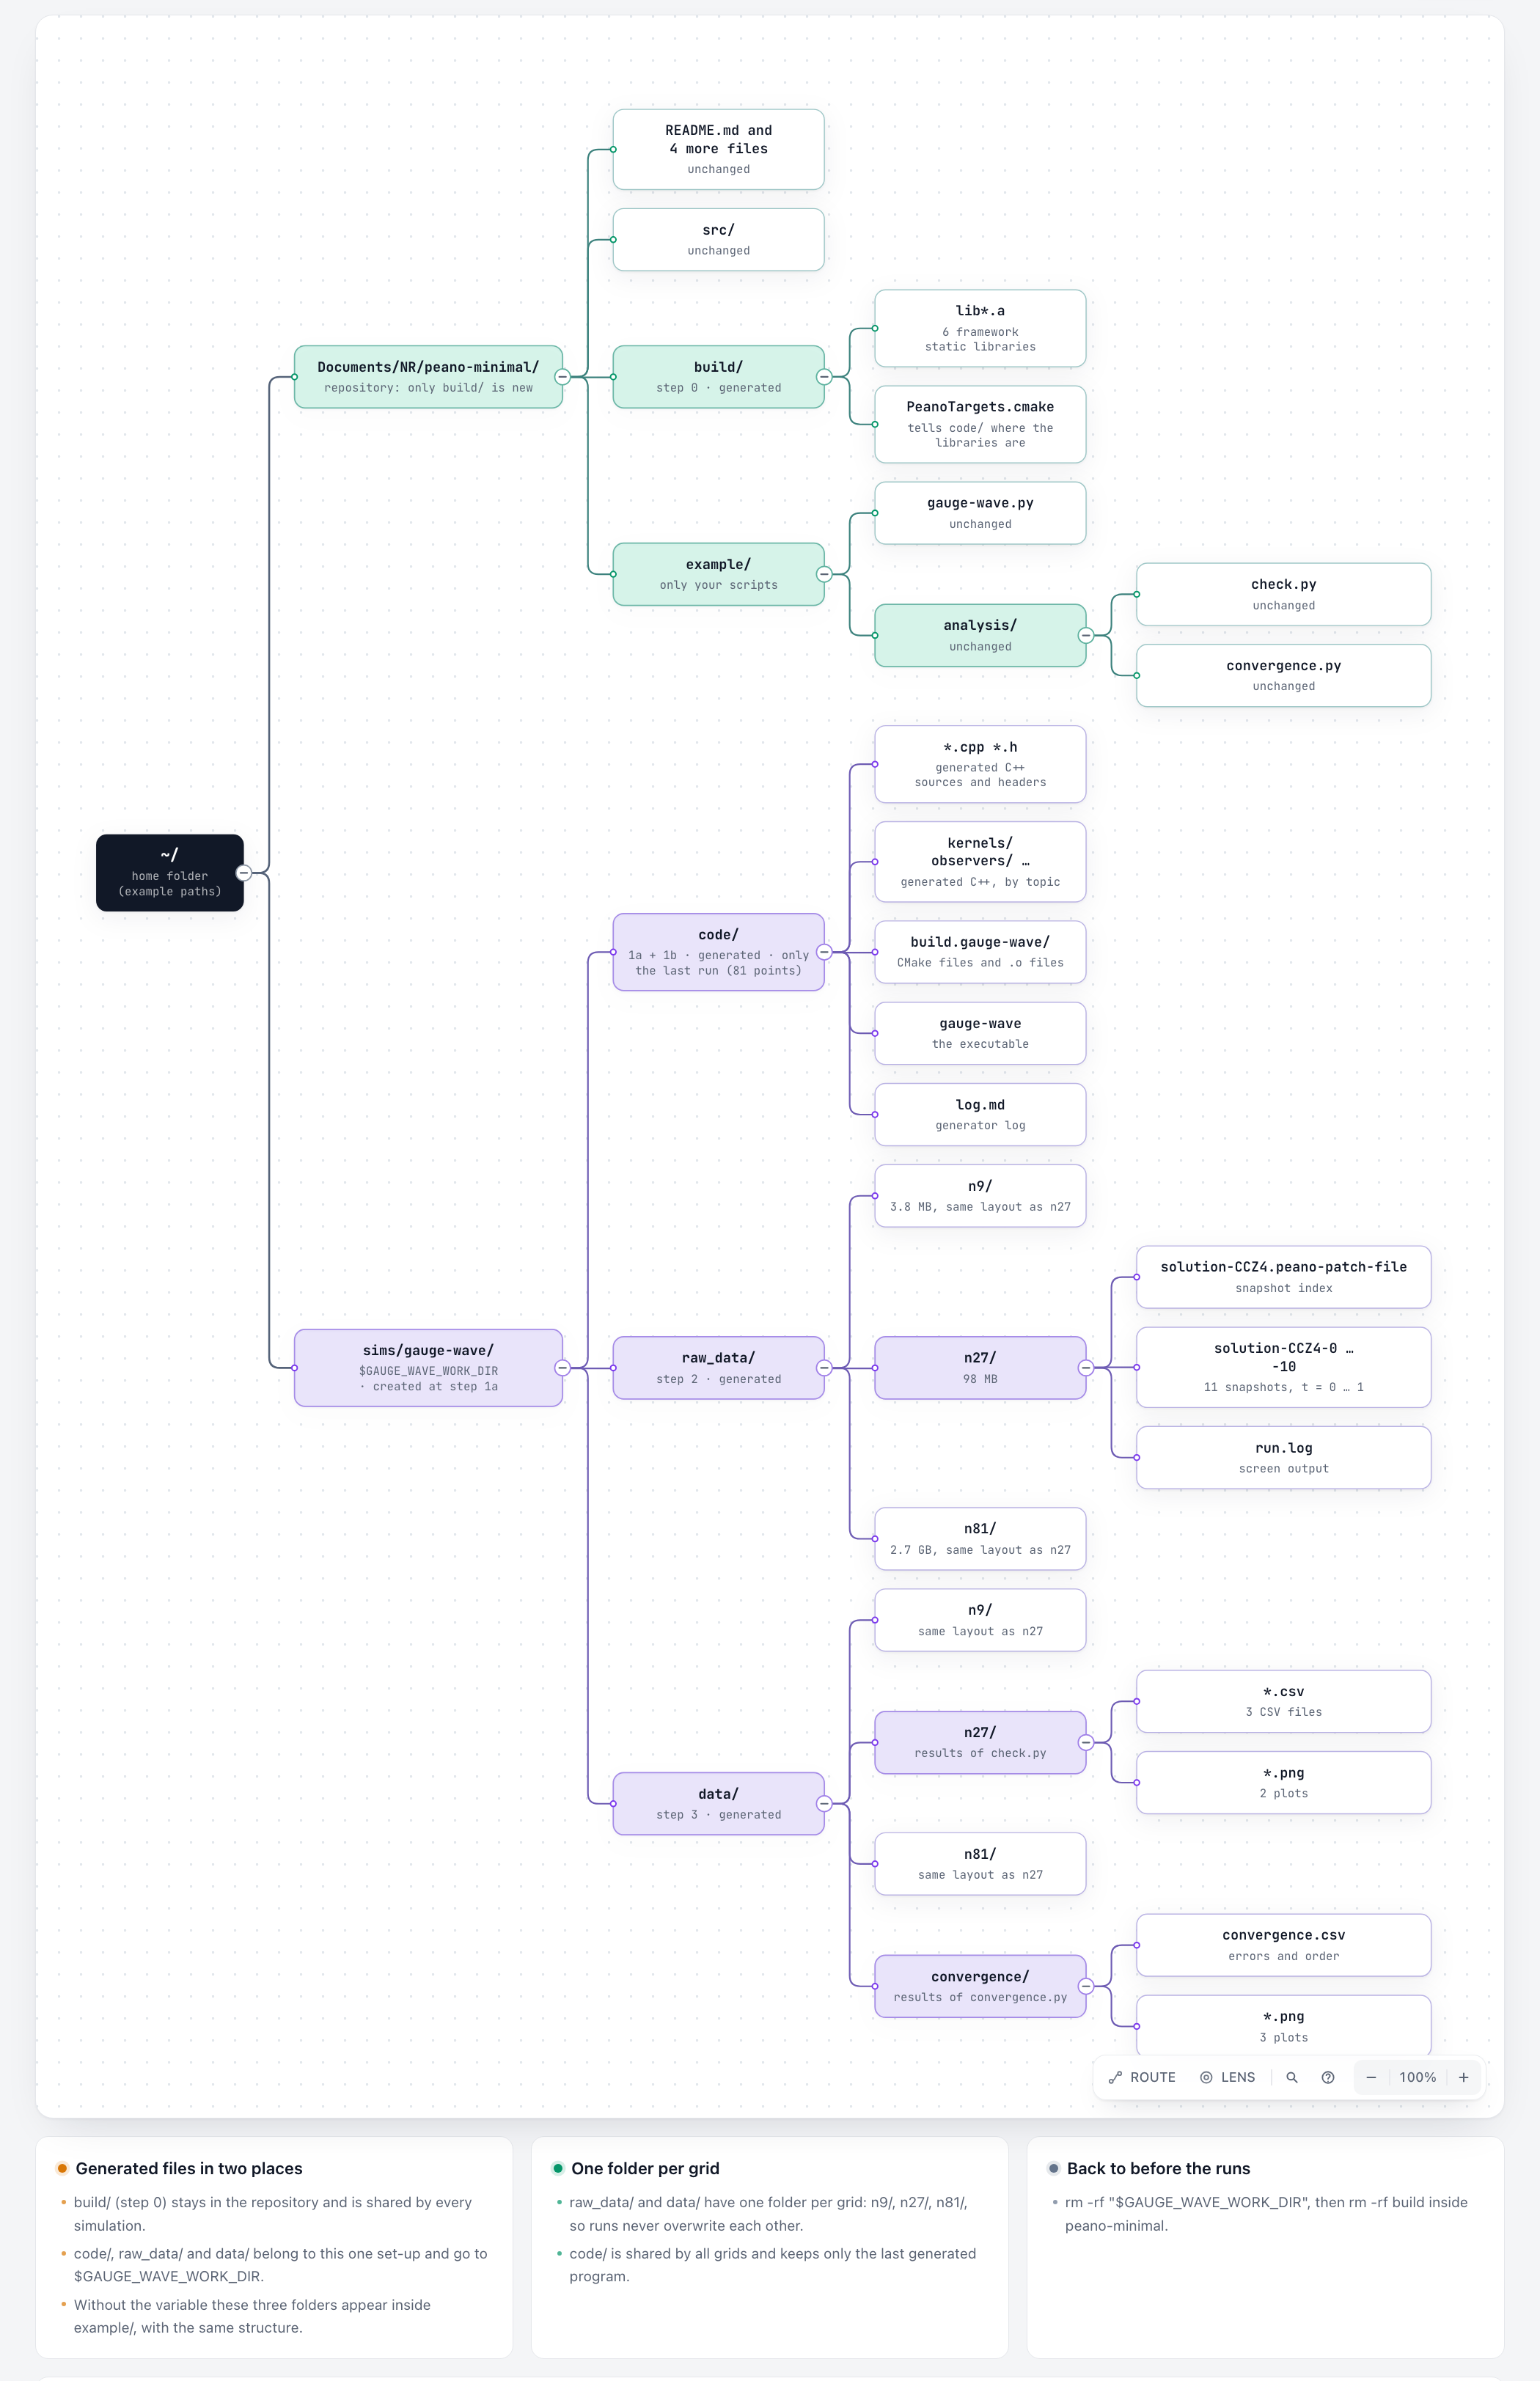 README.md and
4 more files
unchanged
src/
unchanged
lib*.a
6 framework
static libraries
Documents/NR/peano-minimal/
repository: only build/ is new
build/
step 0 · generated
PeanoTargets.cmake
tells code/ where the
libraries are
gauge-wave.py
unchanged
example/
only your scripts
check.py
unchanged
analysis/
unchanged
convergence.py
unchanged
*.cpp *.h
generated C++
sources and headers
~/
home folder
(example paths)
kernels/
observers/ …
generated C++, by topic
code/
1a + 1b · generated · only
the last run (81 points)
build.gauge-wave/
CMake files and .o files
gauge-wave
the executable
log.md
generator log
n9/
3.8 MB, same layout as n27
solution-CCZ4.peano-patch-file
snapshot index
sims/gauge-wave/
$GAUGE_WAVE_WORK_DIR
· created at step 1a
raw_data/
step 2 · generated
n27/
98 MB
solution-CCZ4-0 …
-10
11 snapshots, t = 0 … 1
run.log
screen output
n81/
2.7 GB, same layout as n27
n9/
same layout as n27
*.csv
3 CSV files
n27/
results of check.py
*.png
2 plots
data/
step 3 · generated
n81/
same layout as n27
convergence.csv
errors and order
convergence/
results of convergence.py
*.png
3 plots
ROUTE LENS − 100% +
Generated files in two places
• build/ (step 0) stays in the repository and is shared by every
simulation.
• code/, raw_data/ and data/ belong to this one set-up and go to
$GAUGE_WAVE_WORK_DIR.
• Without the variable these three folders appear inside
example/, with the same structure.
One folder per grid
• raw_data/ and data/ have one folder per grid: n9/, n27/, n81/,
so runs never overwrite each other.
• code/ is shared by all grids and keeps only the last generated
program.
Back to before the runs
• rm -rf "$GAUGE_WAVE_WORK_DIR", then rm -rf build inside
peano-minimal.